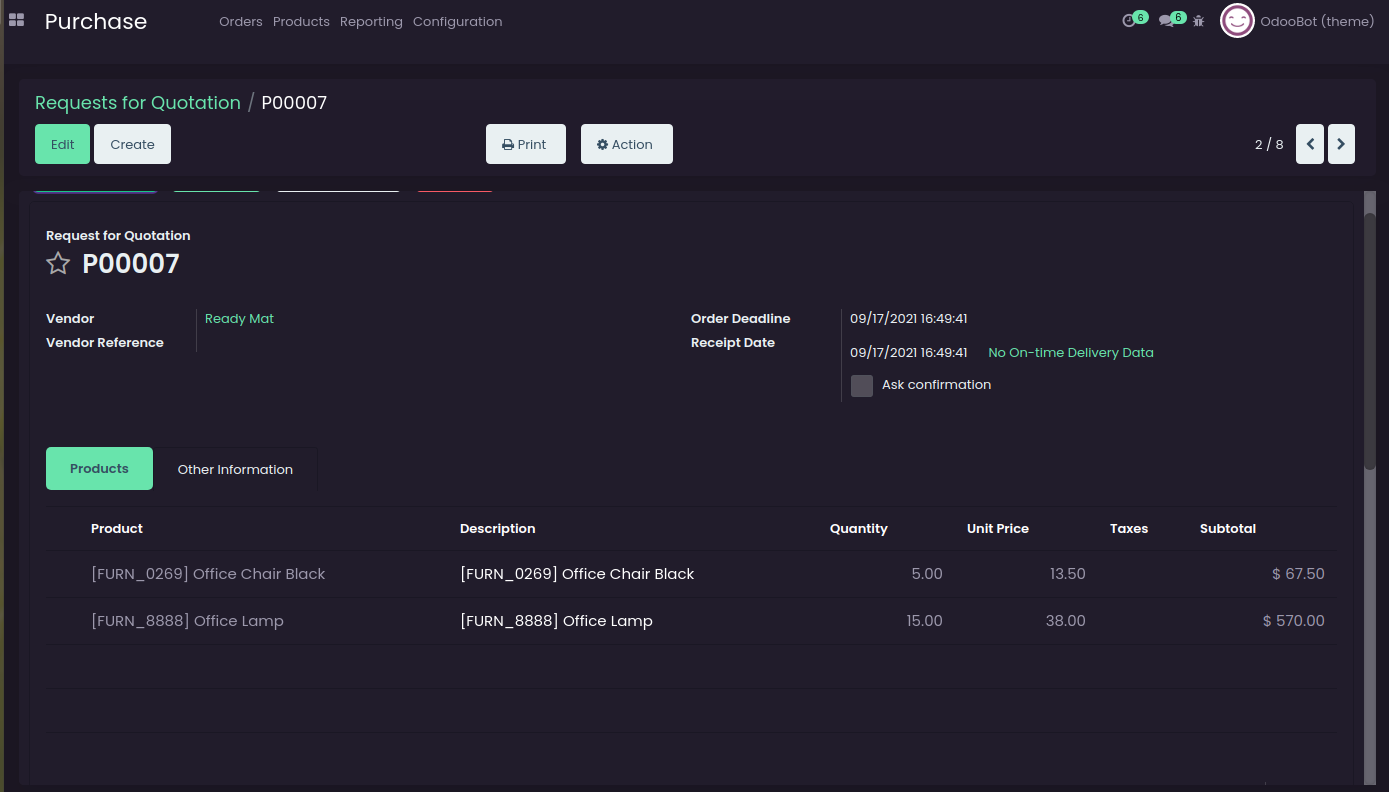 Purchase Orders Products Reporting Configuration 6 6 OdooBot (theme)
Requests for Quotation / P00007
Edit Create Print Action 2 / 8
Request for Quotation
P00007
Vendor Ready Mat Order Deadline 09/17/2021 16:49:41
Vendor Reference Receipt Date
09/17/2021 16:49:41 No On-time Delivery Data
Ask confirmation
Products Other Information
Product Description Quantity Unit Price Taxes Subtotal
[FURN_0269] Office Chair Black [FURN_0269] Office Chair Black 5.00 13.50 $ 67.50
[FURN_8888] Office Lamp [FURN_8888] Office Lamp 15.00 38.00 $ 570.00